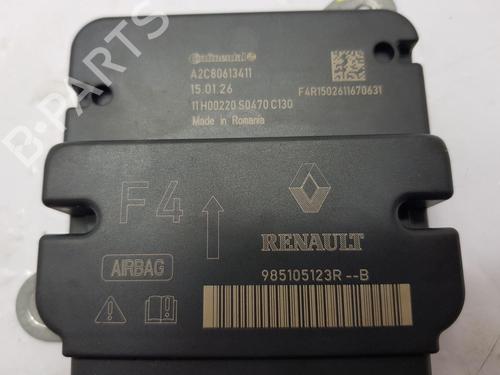 Continental
A2C80613411
15.01.26
11H00220 S0470 C130
Made in Romania
F4R1502611670631
F4
AIRBAG
RENAULT
985105123R--B
B-PARTS